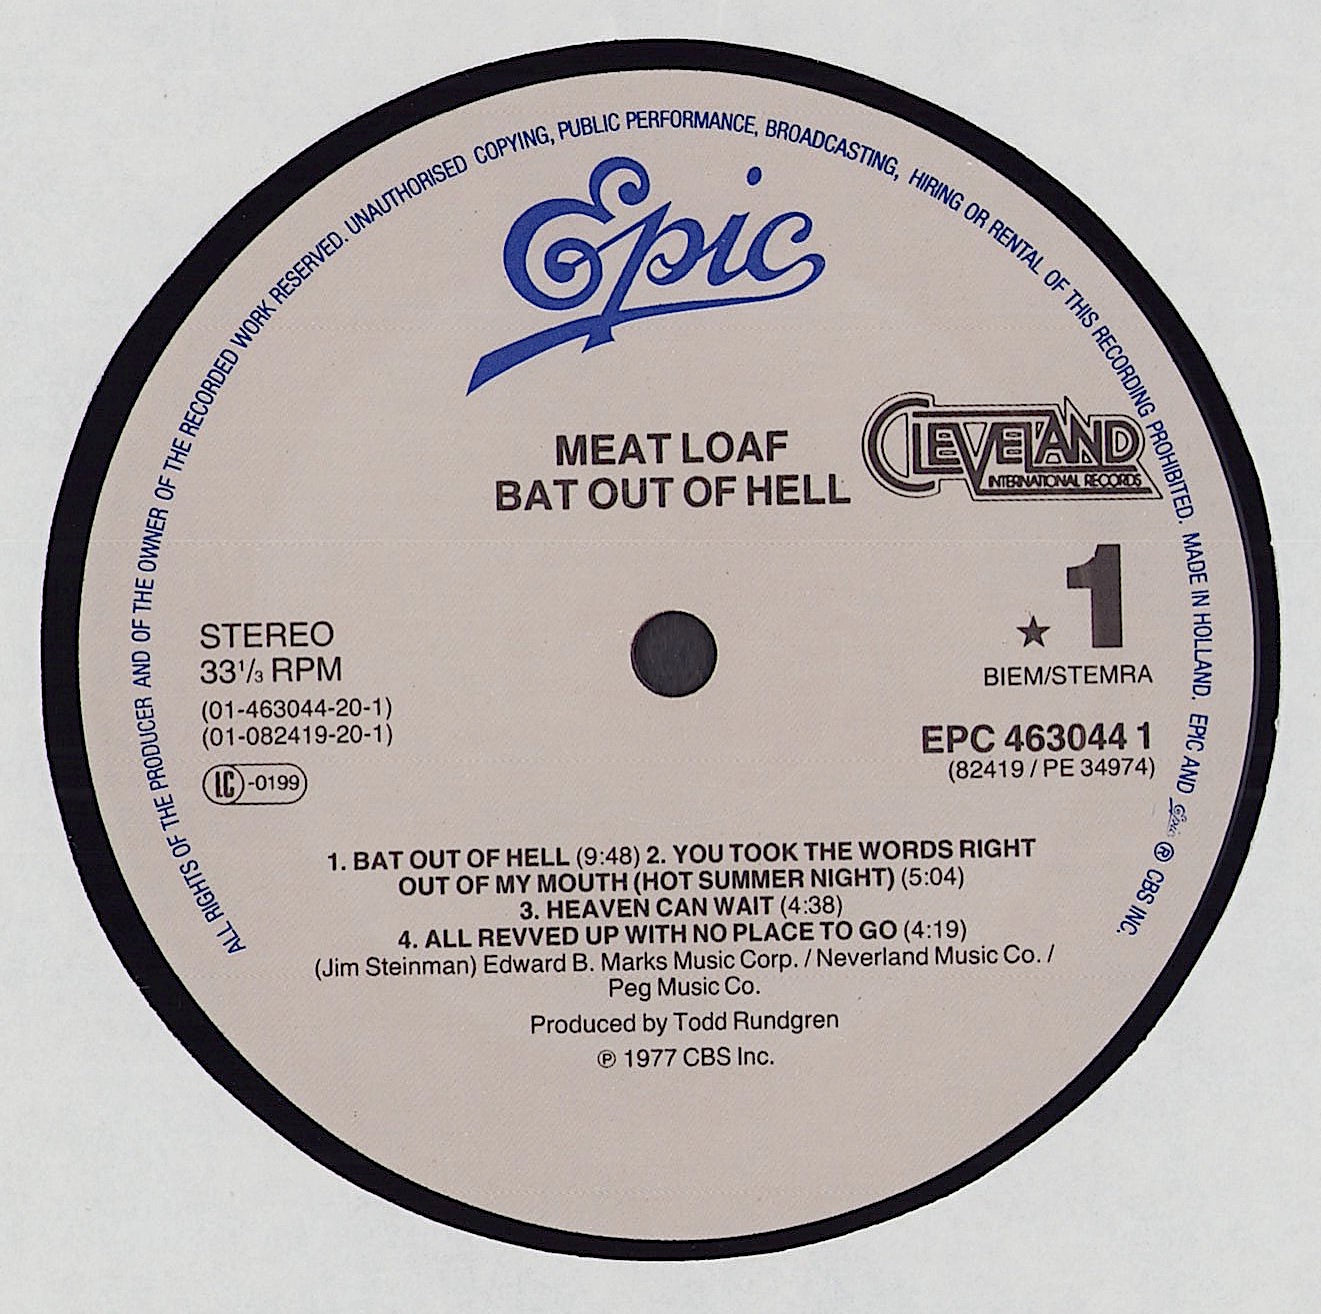 ALL RIGHTS OF THE PRODUCER AND OF THE OWNER OF THE RECORDED WORK RESERVED. UNAUTHORISED COPYING, PUBLIC PERFORMANCE, BROADCASTING, HIRING OR RENTAL OF THIS RECORDING PROHIBITED. MADE IN HOLLAND. EPIC AND Epic ℗ CBS INC.
Epic
MEAT LOAF
BAT OUT OF HELL
CLEVELAND
INTERNATIONAL RECORDS
1
★
BIEM/STEMRA
STEREO
33⅓ RPM
(01-463044-20-1)
(01-082419-20-1)
LC-0199
EPC 463044 1
(82419 / PE 34974)
1. BAT OUT OF HELL (9:48) 2. YOU TOOK THE WORDS RIGHT
OUT OF MY MOUTH (HOT SUMMER NIGHT) (5:04)
3. HEAVEN CAN WAIT (4:38)
4. ALL REVVED UP WITH NO PLACE TO GO (4:19)
(Jim Steinman) Edward B. Marks Music Corp. / Neverland Music Co. /
Peg Music Co.
Produced by Todd Rundgren
℗ 1977 CBS Inc.